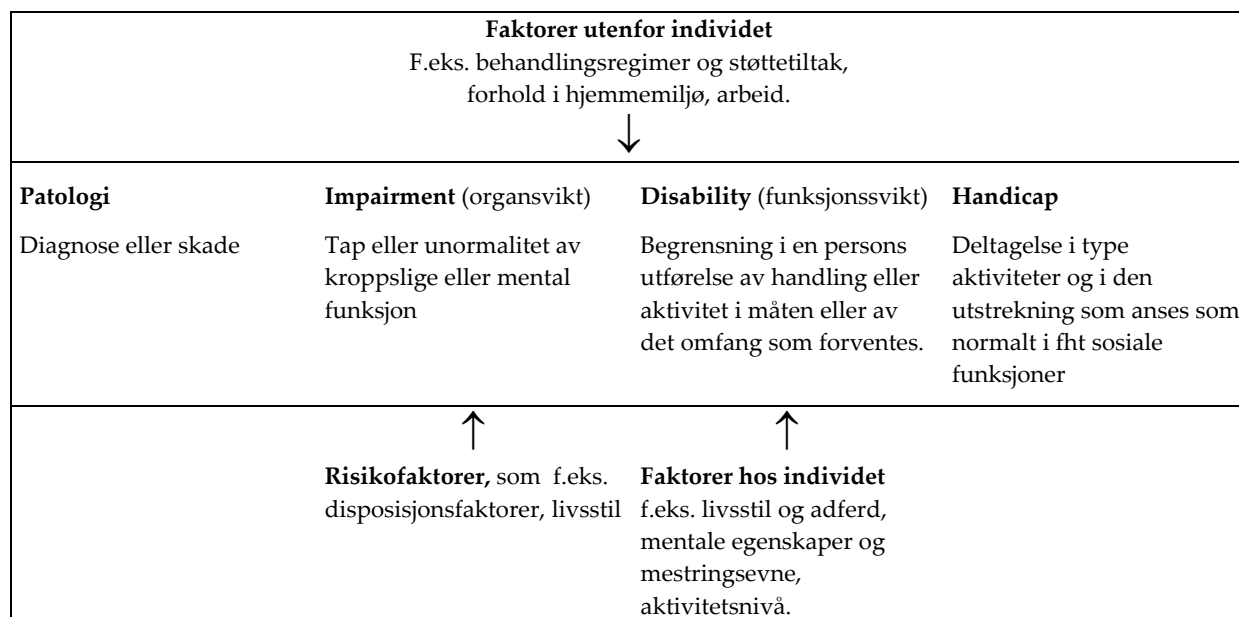 Faktorer utenfor individet
F.eks. behandlingsregimer og støttetiltak,
forhold i hjemmemiljø, arbeid.
Patologi
Diagnose eller skade
Impairment (organsvikt)
Tap eller unormalitet av
kroppslige eller mental
funksjon
Disability (funksjonssvikt)
Begrensning i en persons
utførelse av handling eller
aktivitet i måten eller av
det omfang som forventes.
Handicap
Deltagelse i type
aktiviteter og i den
utstrekning som anses som
normalt i fht sosiale
funksjoner
Risikofaktorer, som f.eks.
disposisjonsfaktorer, livsstil
Faktorer hos individet
f.eks. livsstil og adferd,
mentale egenskaper og
mestringsevne,
aktivitetsnivå.